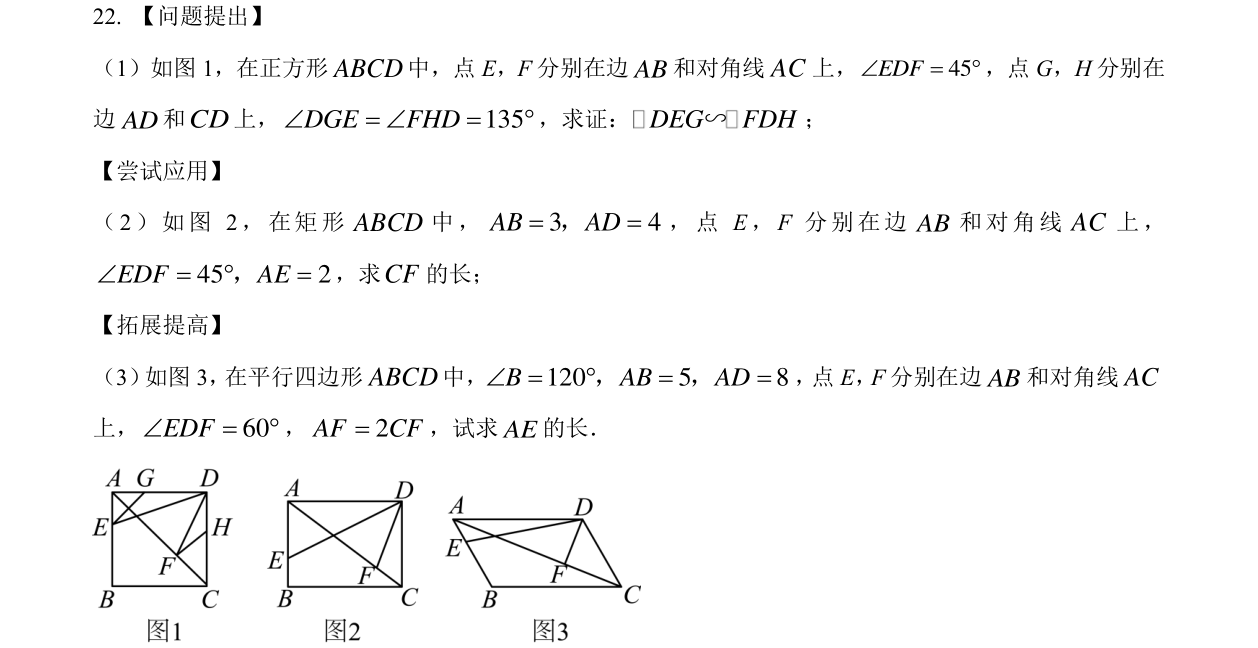 22. 【问题提出】
（1）如图 1，在正方形 ABCD 中，点 E，F 分别在边 AB 和对角线 AC 上，∠EDF = 45°，点 G，H 分别在
边 AD 和 CD 上，∠DGE = ∠FHD = 135°，求证：□DEG∽□FDH；
【尝试应用】
（2）如图 2，在矩形 ABCD 中，AB = 3，AD = 4，点 E，F 分别在边 AB 和对角线 AC 上，
∠EDF = 45°，AE = 2，求 CF 的长；
【拓展提高】
（3）如图 3，在平行四边形 ABCD 中，∠B = 120°，AB = 5，AD = 8，点 E，F 分别在边 AB 和对角线 AC
上，∠EDF = 60°，AF = 2CF，试求 AE 的长．
A G D
E H
F
B C
图1
A D
E
F
B C
图2
A D
E
F
B C
图3